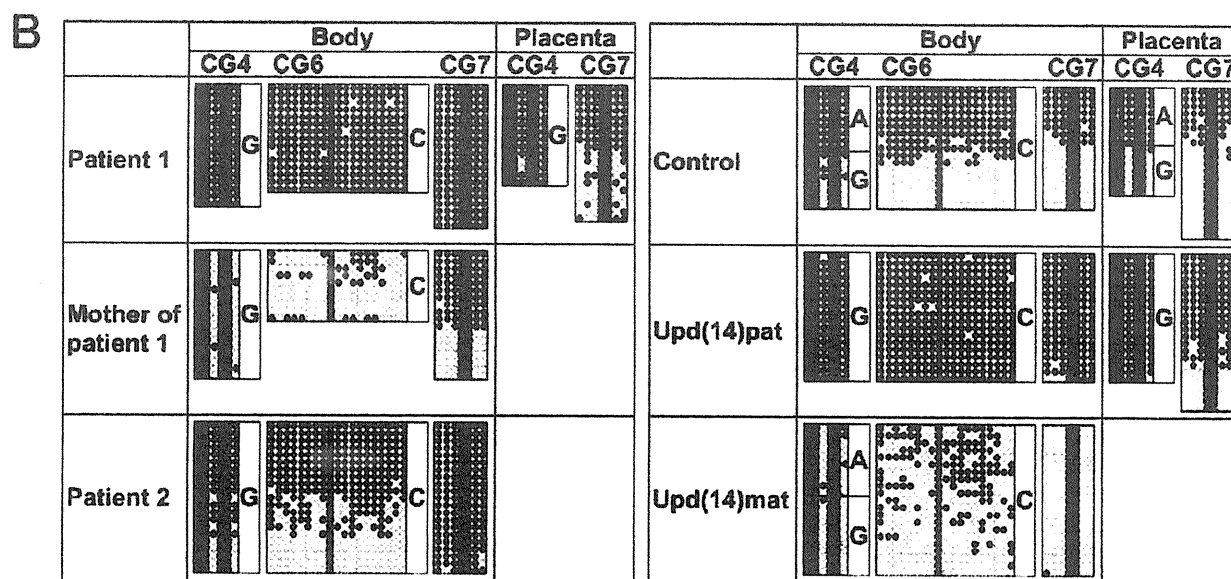 B
Body Placenta
CG4 CG6 CG7 CG4 CG7
Patient 1 G C G
Mother of patient 1 G C
Patient 2 G C
Body Placenta
CG4 CG6 CG7 CG4 CG7
Control A G C A G
Upd(14)pat G C G
Upd(14)mat A G C